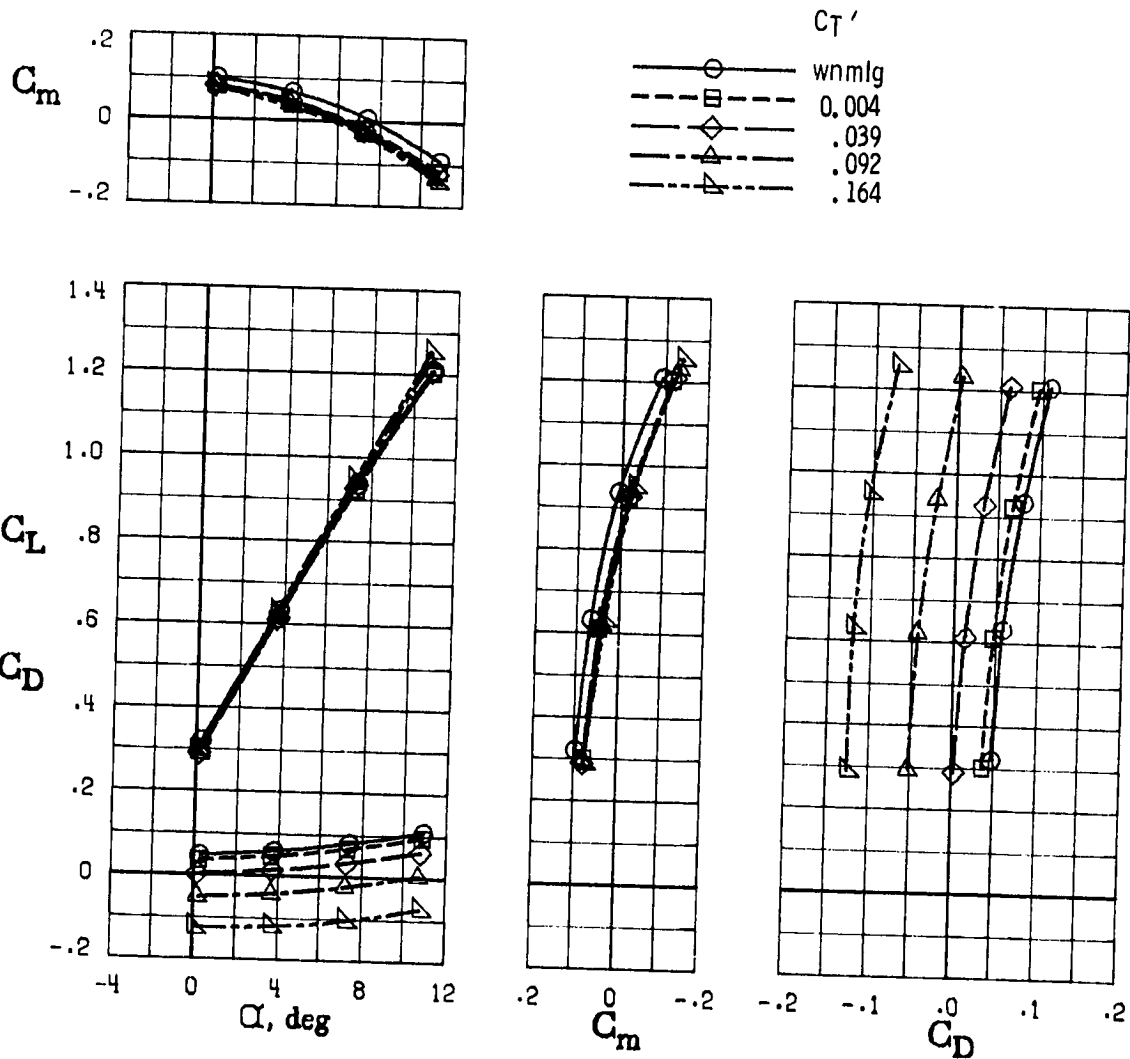 C_T'
wnmlg
0.004
.039
.092
.164
C_m
.2
0
-.2
C_L
C_D
1.4
1.2
1.0
.8
.6
.4
.2
0
-.2
-4 0 4 8 12
α, deg
.2 0 -.2
C_m
-.2 -.1 .0 .1 .2
C_D